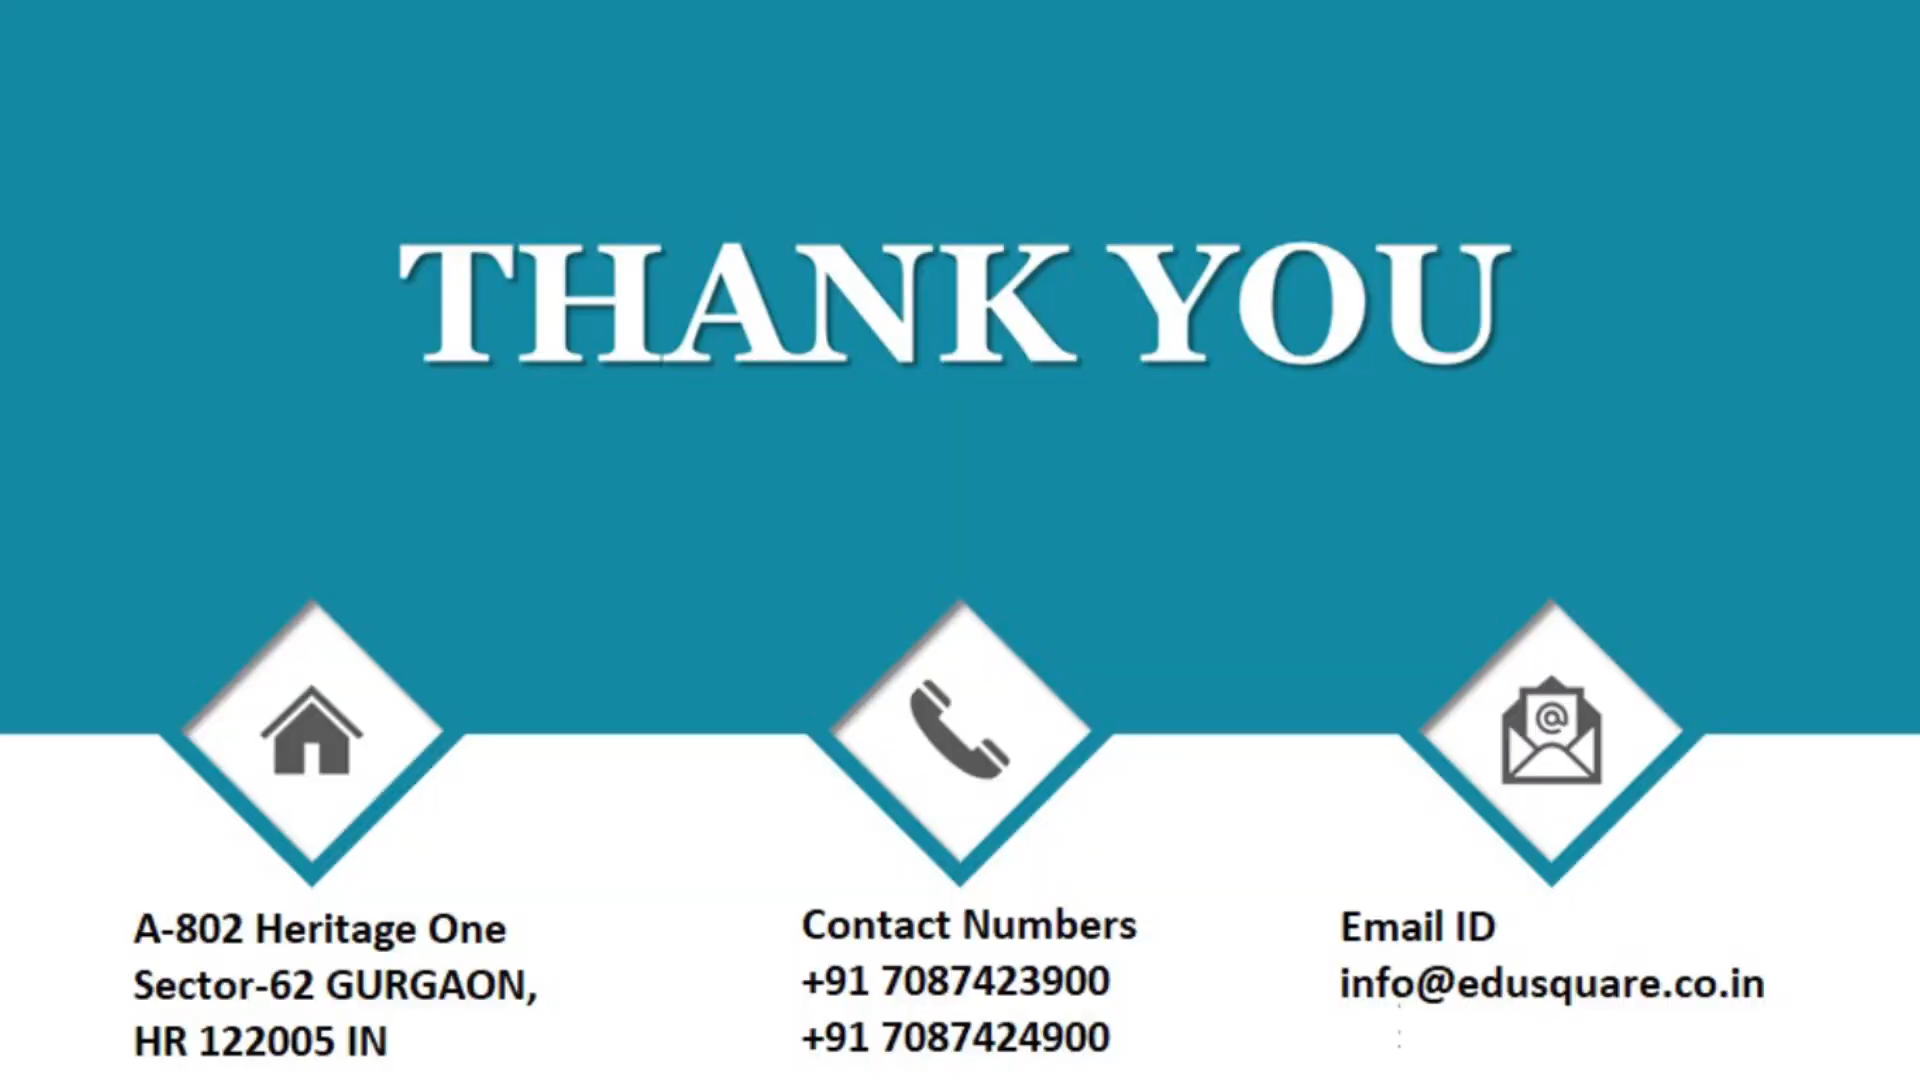 THANK YOU
A-802 Heritage One
Sector-62 GURGAON,
HR 122005 IN
Contact Numbers
+91 7087423900
+91 7087424900
Email ID
info@edusquare.co.in